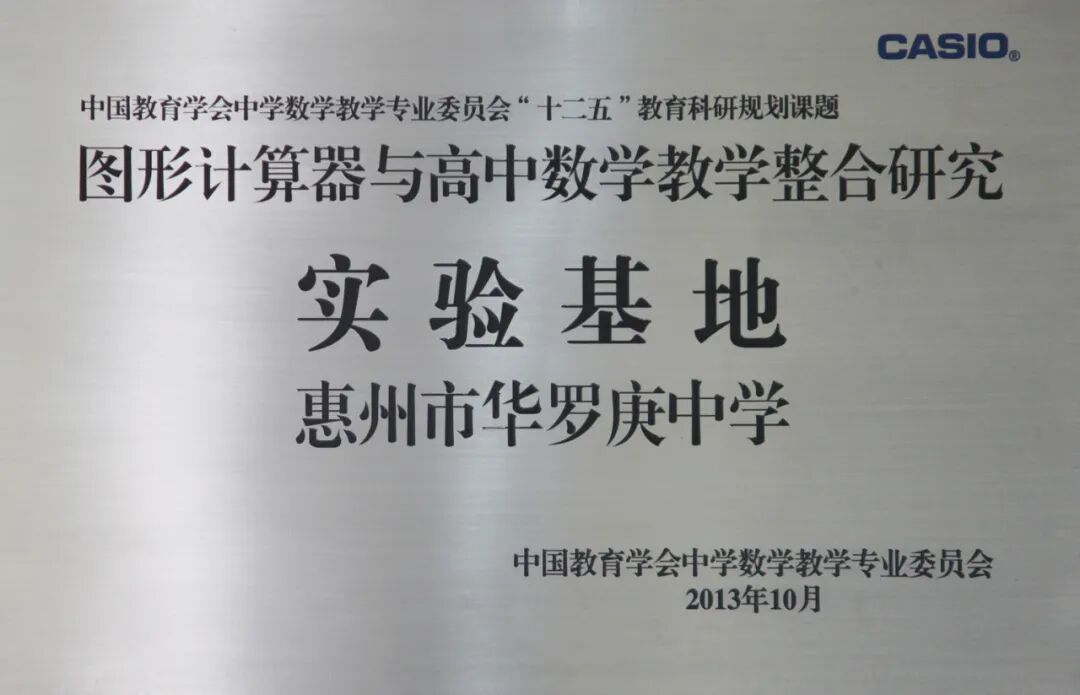 CASIO®
中国教育学会中学数学教学专业委员会“十二五”教育科研规划课题
图形计算器与高中数学教学整合研究
实验基地
惠州市华罗庚中学
中国教育学会中学数学教学专业委员会
2013年10月